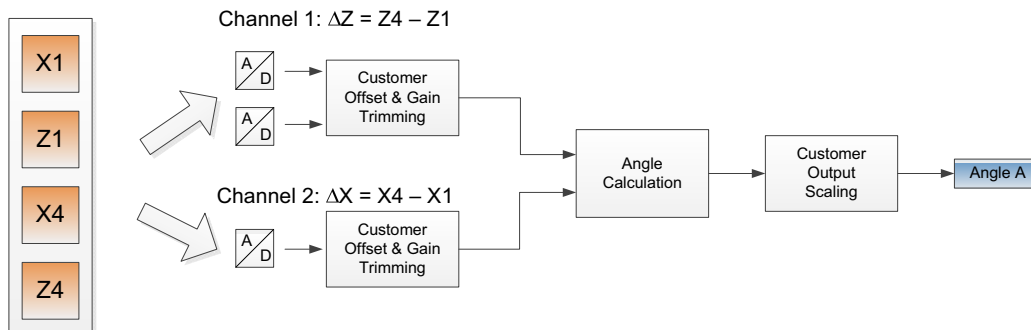 X1
Z1
X4
Z4
Channel 1: ΔZ = Z4 – Z1
A
D
A
D
Customer
Offset & Gain
Trimming
Channel 2: ΔX = X4 – X1
A
D
Customer
Offset & Gain
Trimming
Angle
Calculation
Customer
Output
Scaling
Angle A